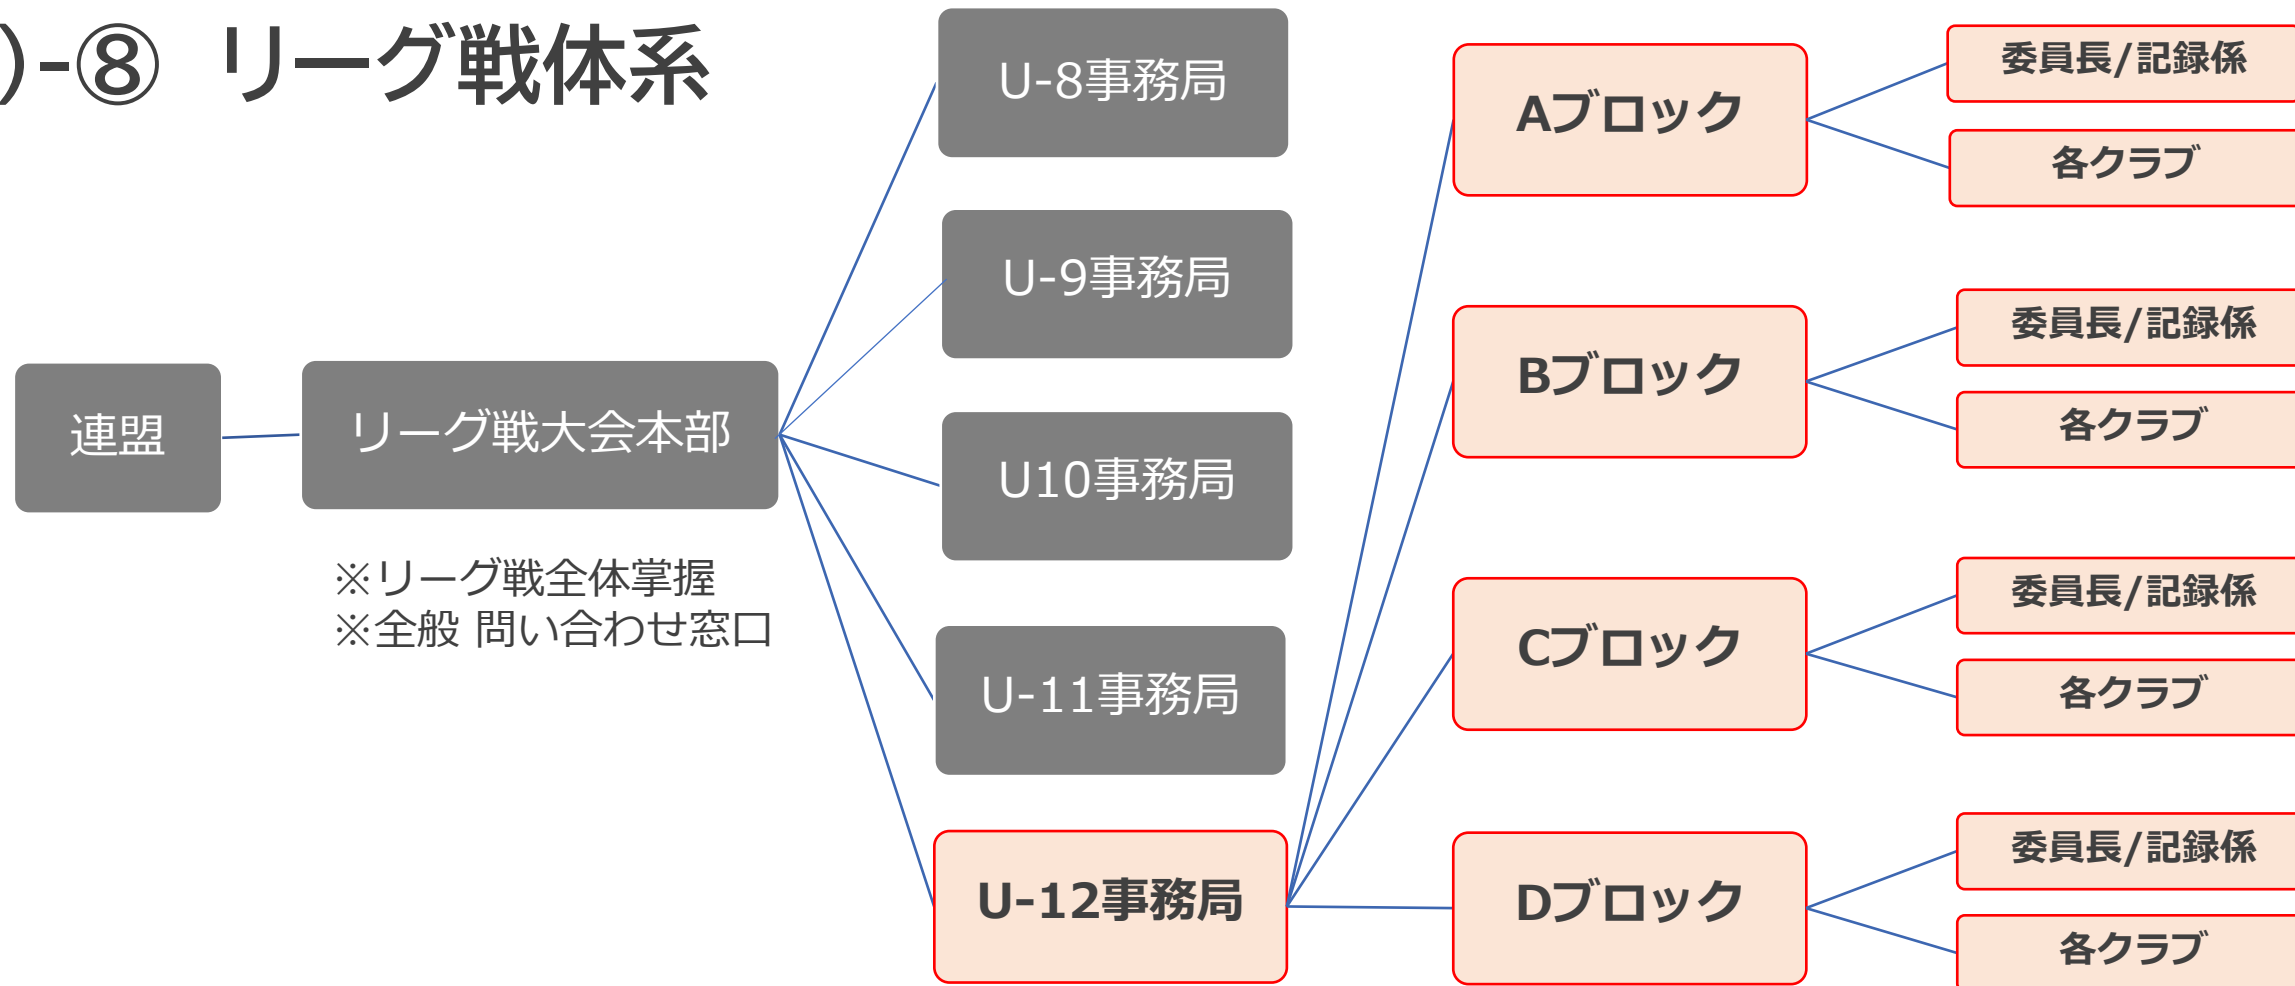 )-⑧ リーグ戦体系
連盟
リーグ戦大会本部
※リーグ戦全体掌握
※全般 問い合わせ窓口
U-8事務局
U-9事務局
U10事務局
U-11事務局
U-12事務局
Aブロック
委員長/記録係
各クラブ
Bブロック
委員長/記録係
各クラブ
Cブロック
委員長/記録係
各クラブ
Dブロック
委員長/記録係
各クラブ